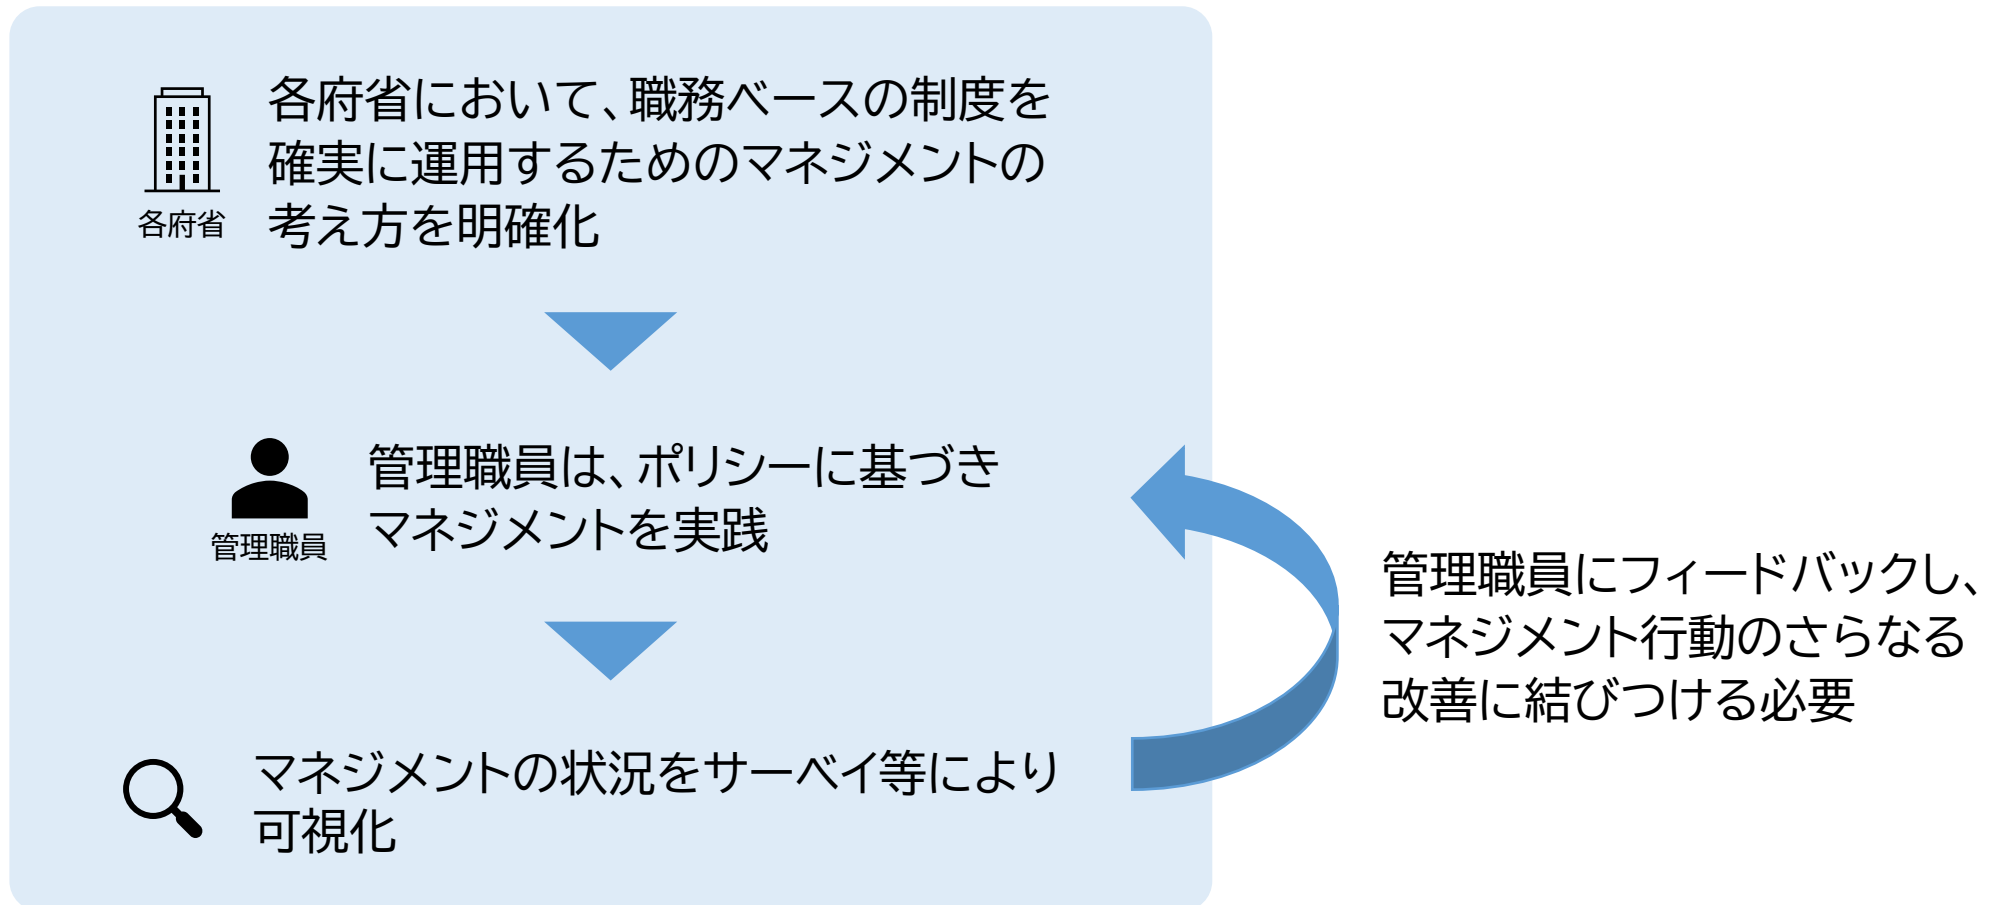 各府省において、職務ベースの制度を
確実に運用するためのマネジメントの
考え方を明確化
各府省
管理職員は、ポリシーに基づき
マネジメントを実践
管理職員
管理職員にフィードバックし、
マネジメント行動のさらなる
改善に結びつける必要
マネジメントの状況をサーベイ等により
可視化